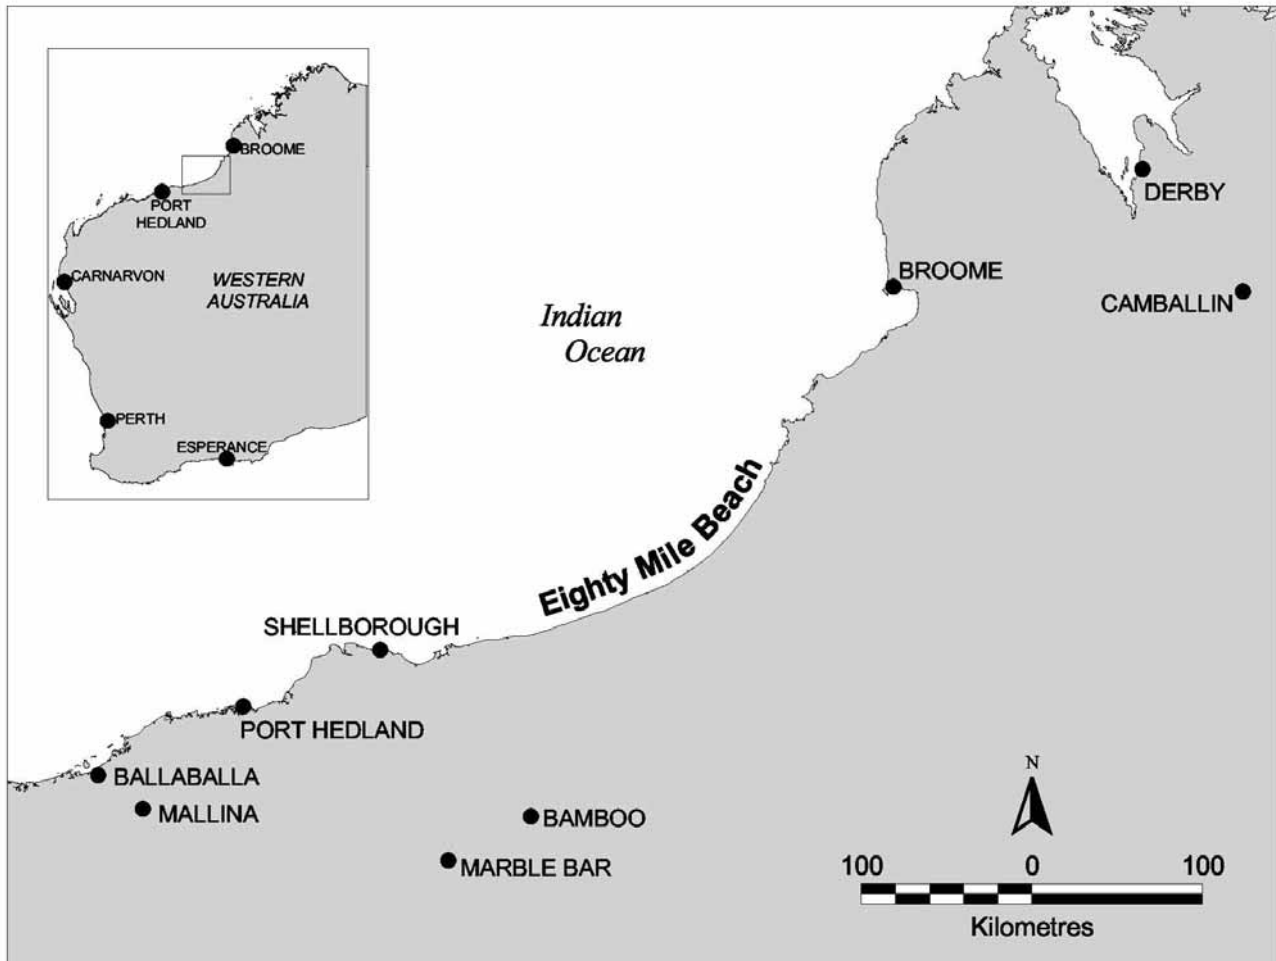 BROOME
PORT
HEDLAND
CARNARVON
WESTERN
AUSTRALIA
PERTH
ESPERANCE
DERBY
BROOME
CAMBALLIN
Indian
Ocean
Eighty Mile Beach
SHELLBOROUGH
PORT HEDLAND
BALLABALLA
MALLINA
BAMBOO
MARBLE BAR
N
100 0 100
Kilometres